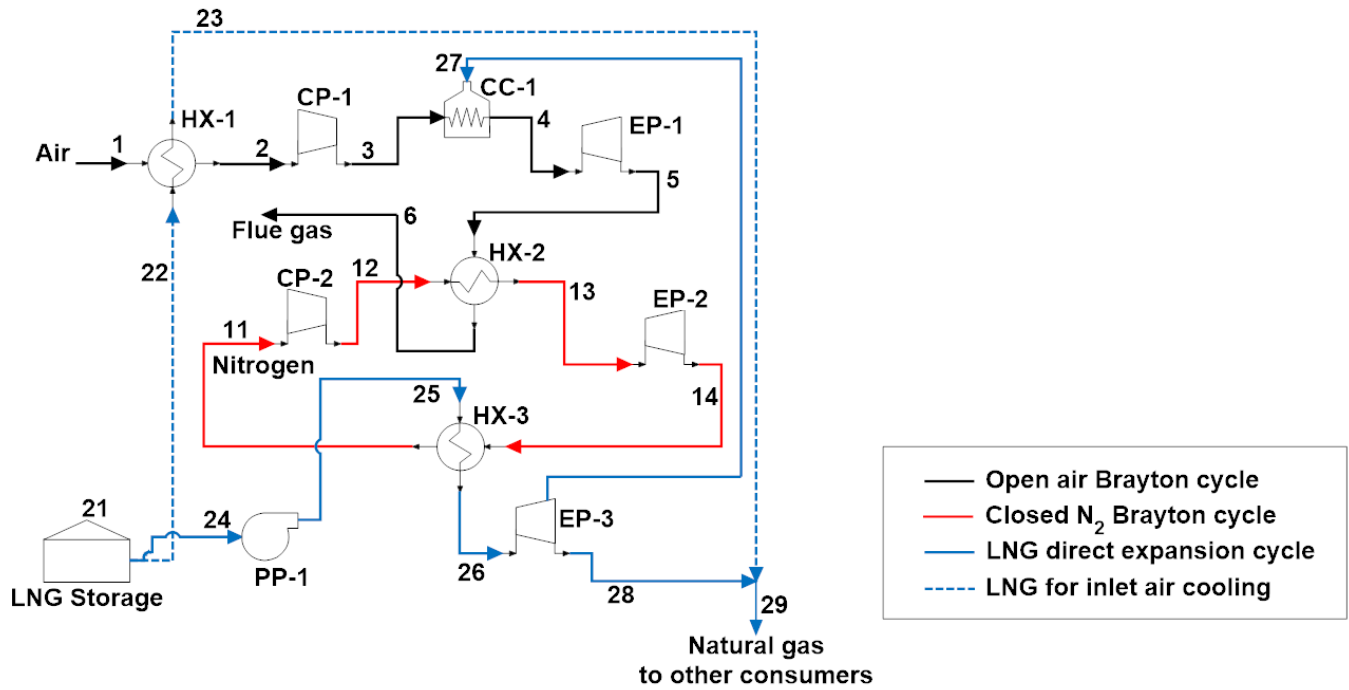 23
27
CC-1
CP-1
HX-1
4
EP-1
Air
1
2
3
5
6
Flue gas
HX-2
22
CP-2
12
13
EP-2
11
Nitrogen
14
25
HX-3
21
24
EP-3
PP-1
26
28
29
LNG Storage
Natural gas
to other consumers
Open air Brayton cycle
Closed N₂ Brayton cycle
LNG direct expansion cycle
LNG for inlet air cooling